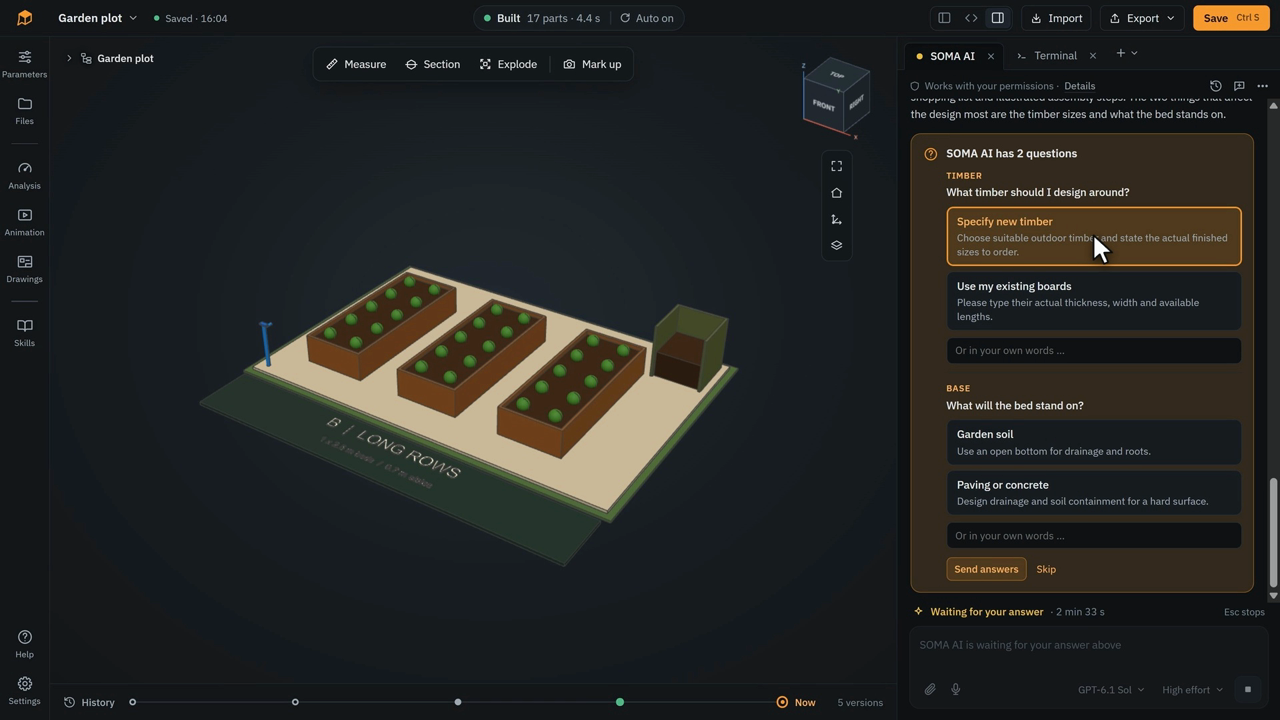 Garden plot
Saved · 16:04
Built 17 parts · 4.4 s
Auto on
Import
Export
Save Ctrl S
Parameters
Files
Analysis
Animation
Drawings
Skills
Help
Settings
Garden plot
Measure
Section
Explode
Mark up
Z
TOP
FRONT
RIGHT
X
B | LONG ROWS
History
Now
5 versions
SOMA AI
Terminal
Works with your permissions · Details
shopping list and illustrated assembly steps. The two things that affect
the design most are the timber sizes and what the bed stands on.
SOMA AI has 2 questions
TIMBER
What timber should I design around?
Specify new timber
Choose suitable outdoor timber and state the actual finished
sizes to order.
Use my existing boards
Please type their actual thickness, width and available
lengths.
Or in your own words ...
BASE
What will the bed stand on?
Garden soil
Use an open bottom for drainage and roots.
Paving or concrete
Design drainage and soil containment for a hard surface.
Or in your own words ...
Send answers
Skip
Waiting for your answer · 2 min 33 s
Esc stops
SOMA AI is waiting for your answer above
GPT-6.1 Sol
High effort